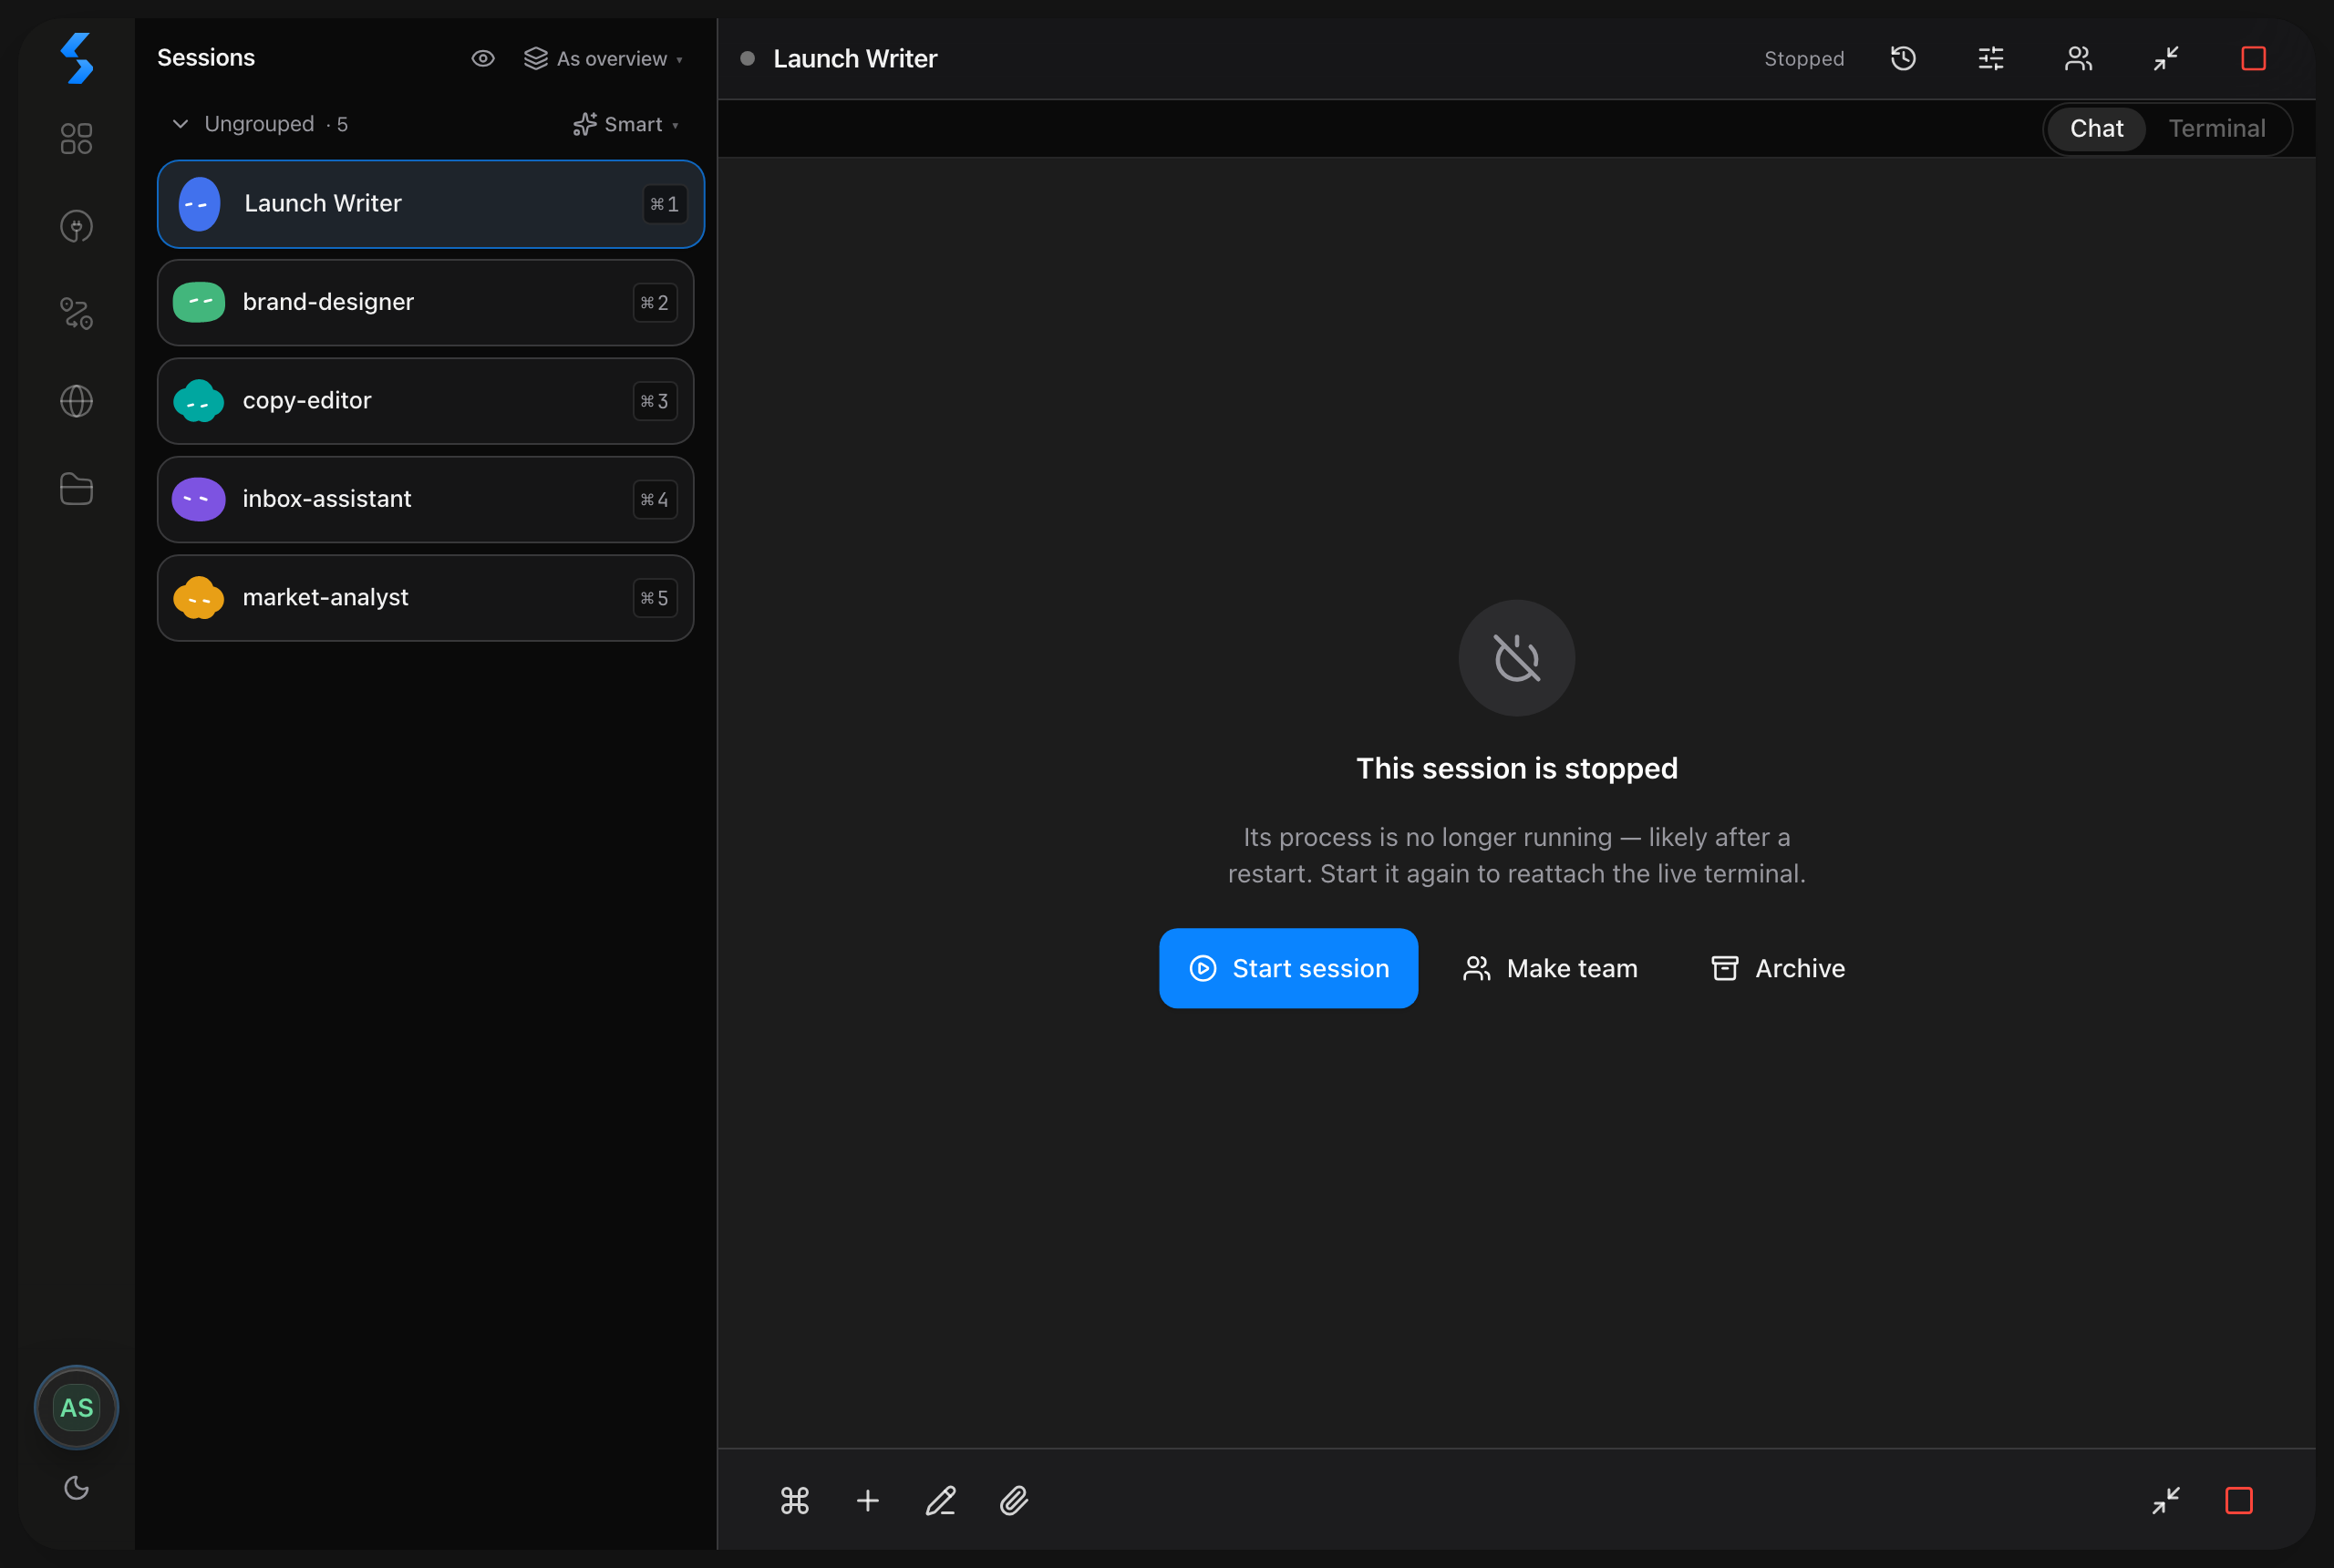 Sessions
As overview
Ungrouped · 5
Smart
Launch Writer
⌘1
brand-designer
⌘2
copy-editor
⌘3
inbox-assistant
⌘4
market-analyst
⌘5
AS
Launch Writer
Stopped
Chat
Terminal
This session is stopped
Its process is no longer running — likely after a
restart. Start it again to reattach the live terminal.
Start session
Make team
Archive